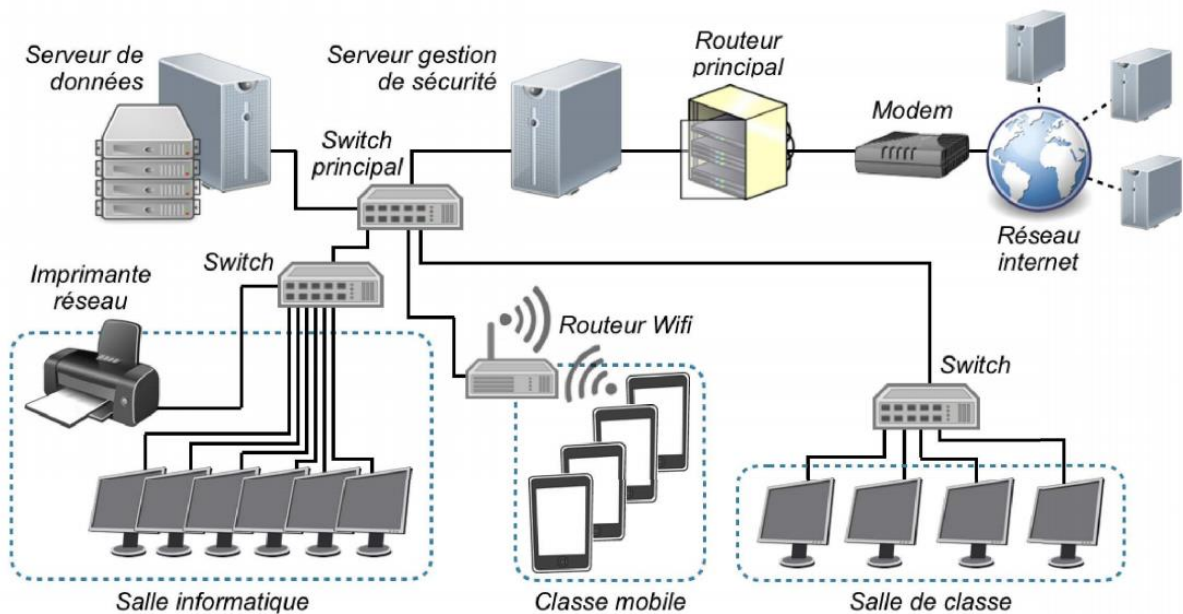 Serveur de
données
Serveur gestion
de sécurité
Routeur
principal
Modem
Switch
principal
Réseau
internet
Switch
Imprimante
réseau
Routeur Wifi
Switch
Salle informatique
Classe mobile
Salle de classe